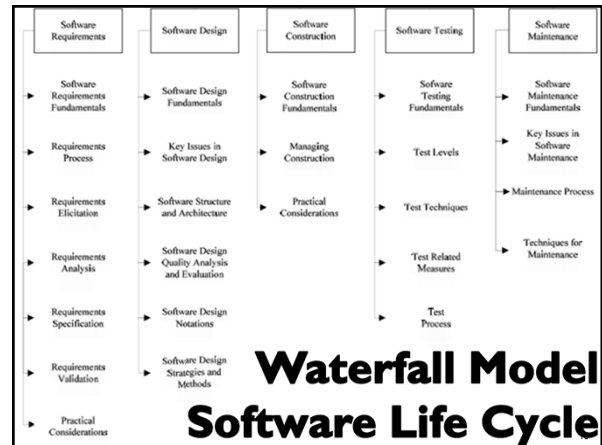 Software
Requirements
Software
Requirements
Fundamentals
Requirements
Process
Requirements
Elicitation
Requirements
Analysis
Requirements
Specification
Requirements
Validation
Practical
Considerations
Software Design
Software Design
Fundamentals
Key Issues in
Software Design
Software Structure
and Architecture
Software Design
Quality Analysis
and Evaluation
Software Design
Notations
Software Design
Strategies and
Methods
Software
Construction
Software
Construction
Fundamentals
Managing
Construction
Practical
Considerations
Software Testing
Sofware
Testing
Fundamentals
Test Levels
Test Techniques
Test Related
Measures
Test
Process
Software
Maintenance
Software
Maintenance
Fundamentals
Key Issues in
Software
Maintenance
Maintenance Process
Techniques for
Maintenance
Waterfall Model
Software Life Cycle